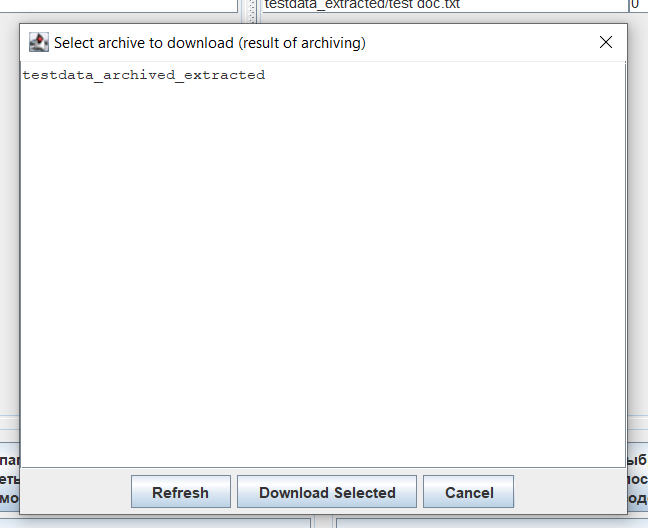 testdata_extracted/test doc.txt 0
Select archive to download (result of archiving)
testdata_archived_extracted
Refresh Download Selected Cancel